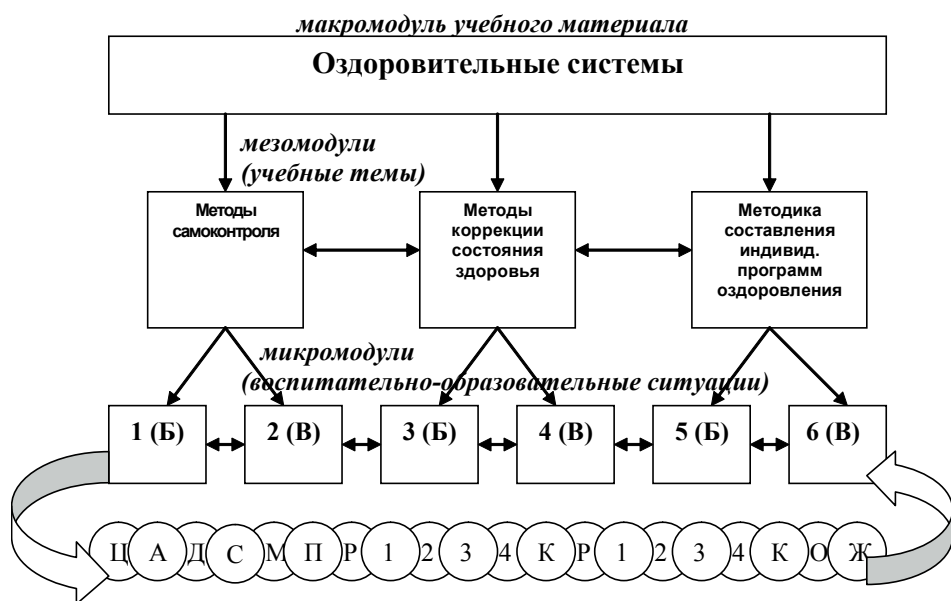 макромодуль учебного материала
Оздоровительные системы
мезомодули
(учебные темы)
Методы
самоконтроля
Методы
коррекции
состояния
здоровья
Методика
составления
индивид.
программ
оздоровления
микромодули
(воспитательно-образовательные ситуации)
1 (Б) 2 (В) 3 (Б) 4 (В) 5 (Б) 6 (В)
Ц А Д С М П Р 1 2 3 4 К Р 1 2 3 4 К О Ж